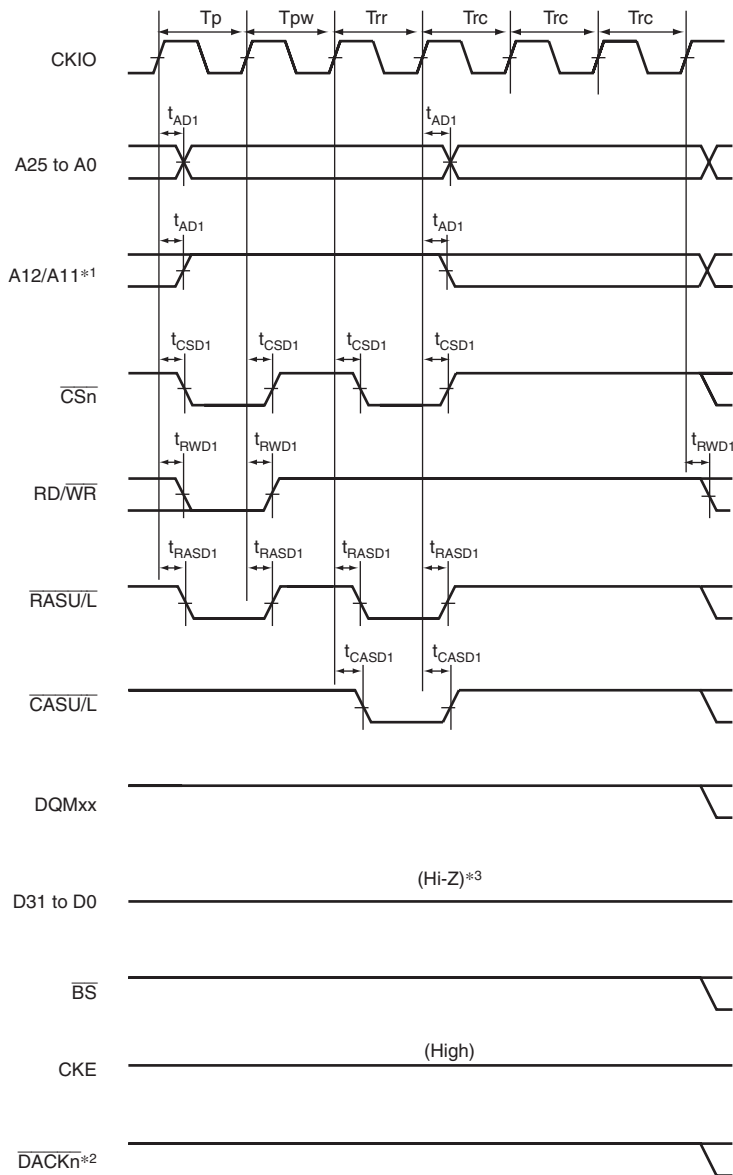 Tp Tpw Trr Trc Trc Trc
CKIO
tAD1 tAD1
A25 to A0
tAD1 tAD1
A12/A11*1
tCSD1 tCSD1 tCSD1 tCSD1
CSn
tRWD1 tRWD1 tRWD1
RD/WR
tRASD1 tRASD1 tRASD1 tRASD1
RASU/L
tCASD1 tCASD1
CASU/L
DQMxx
(Hi-Z)*3
D31 to D0
BS
(High)
CKE
DACKn*2